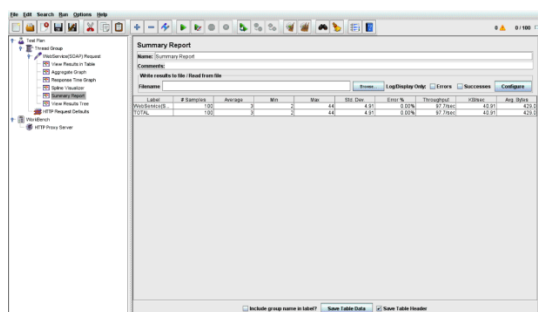 File Edit Search Run Options Help
0 / 100
Test Plan
Thread Group
WebService(SOAP) Request
View Results in Table
Aggregate Graph
Response Time Graph
Spline Visualizer
Summary Report
View Results Tree
HTTP Request Defaults
WorkBench
HTTP Proxy Server
Summary Report
Name: Summary Report
Comments:
Write results to file / Read from file
Filename Browse... Log/Display Only: Errors Successes Configure
Label # Samples Average Min Max Std. Dev. Error % Throughput KB/sec Avg. Bytes
WebService(S... 100 3 2 44 4.91 0.00% 97.7/sec 40.91 429.0
TOTAL 100 3 2 44 4.91 0.00% 97.7/sec 40.91 429.0
Include group name in label? Save Table Data Save Table Header